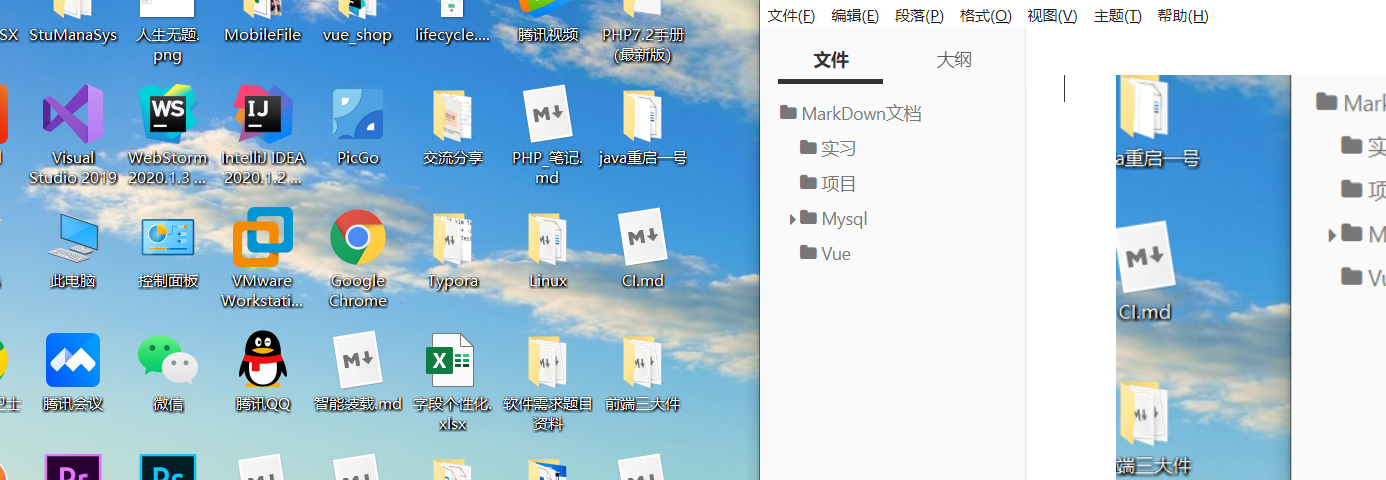 SX StuManaSys 人生无题.png MobileFile vue_shop lifecycle.... 腾讯视频 PHP7.2手册(最新版)
Visual Studio 2019 WebStorm 2020.1.3 ... IntelliJ IDEA 2020.1.2 ... PicGo 交流分享 PHP_笔记.md java重启一号
WS
IJ
此电脑 控制面板 VMware Workstati... Google Chrome Typora Linux CI.md
腾讯会议 微信 腾讯QQ 智能装载.md 字段个性化.xlsx 软件需求题目资料 前端三大件
卫士
Pr
Ps
文件(F) 编辑(E) 段落(P) 格式(O) 视图(V) 主题(T) 帮助(H)
文件 大纲
MarkDown文档
实习
项目
Mysql
Vue
a重启一号
CI.md
端三大件
Mark
项
M
Vu